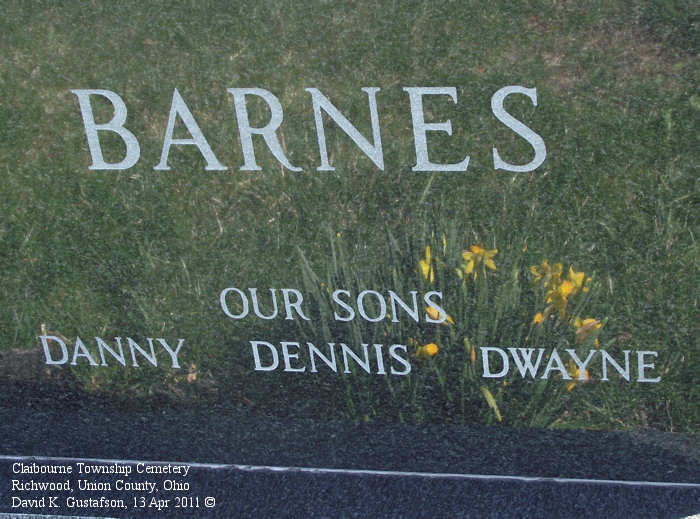 BARNES
OUR SONS
DANNY DENNIS DWAYNE
Claibourne Township Cemetery
Richwood, Union County, Ohio
David K. Gustafson, 13 Apr 2011 ©